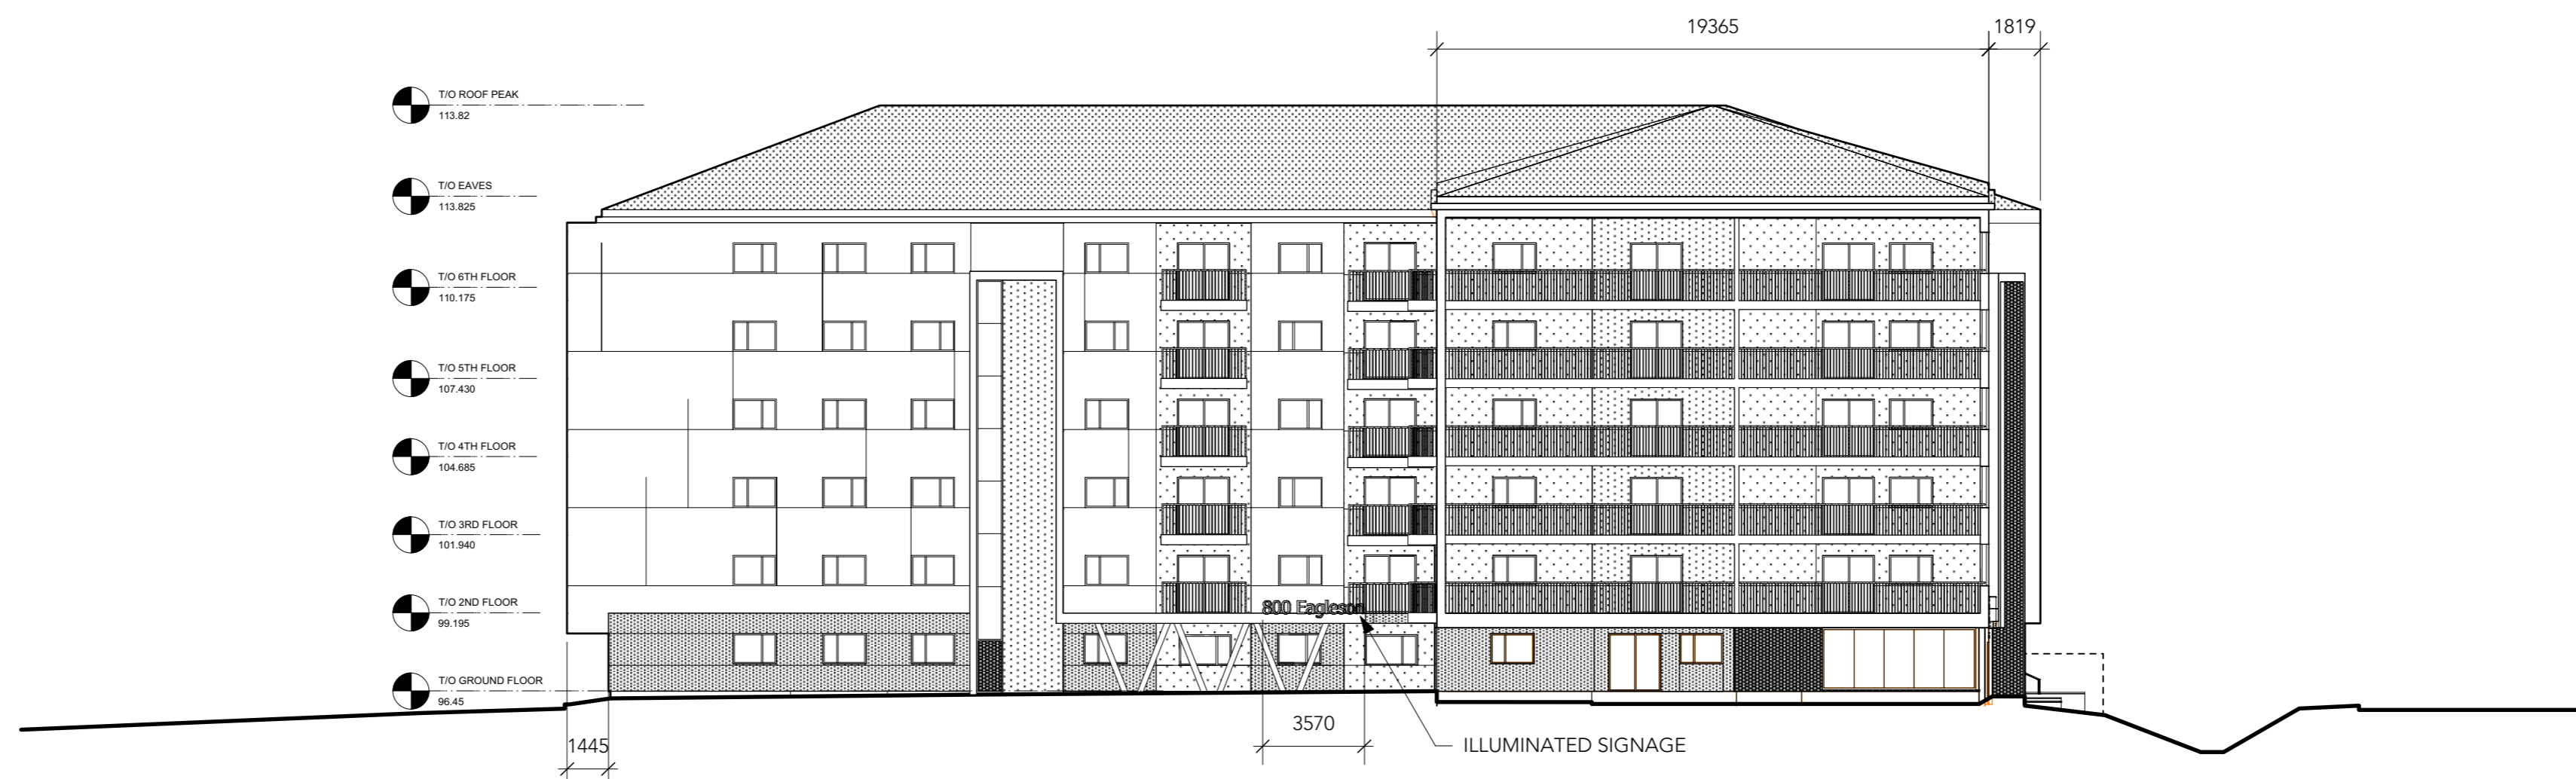 19365
1819
T/O ROOF PEAK
113.82
T/O EAVES
113.825
T/O 6TH FLOOR
110.175
T/O 5TH FLOOR
107.430
T/O 4TH FLOOR
104.685
T/O 3RD FLOOR
101.940
T/O 2ND FLOOR
99.195
800 Eagleson
T/O GROUND FLOOR
96.45
1445
3570
ILLUMINATED SIGNAGE